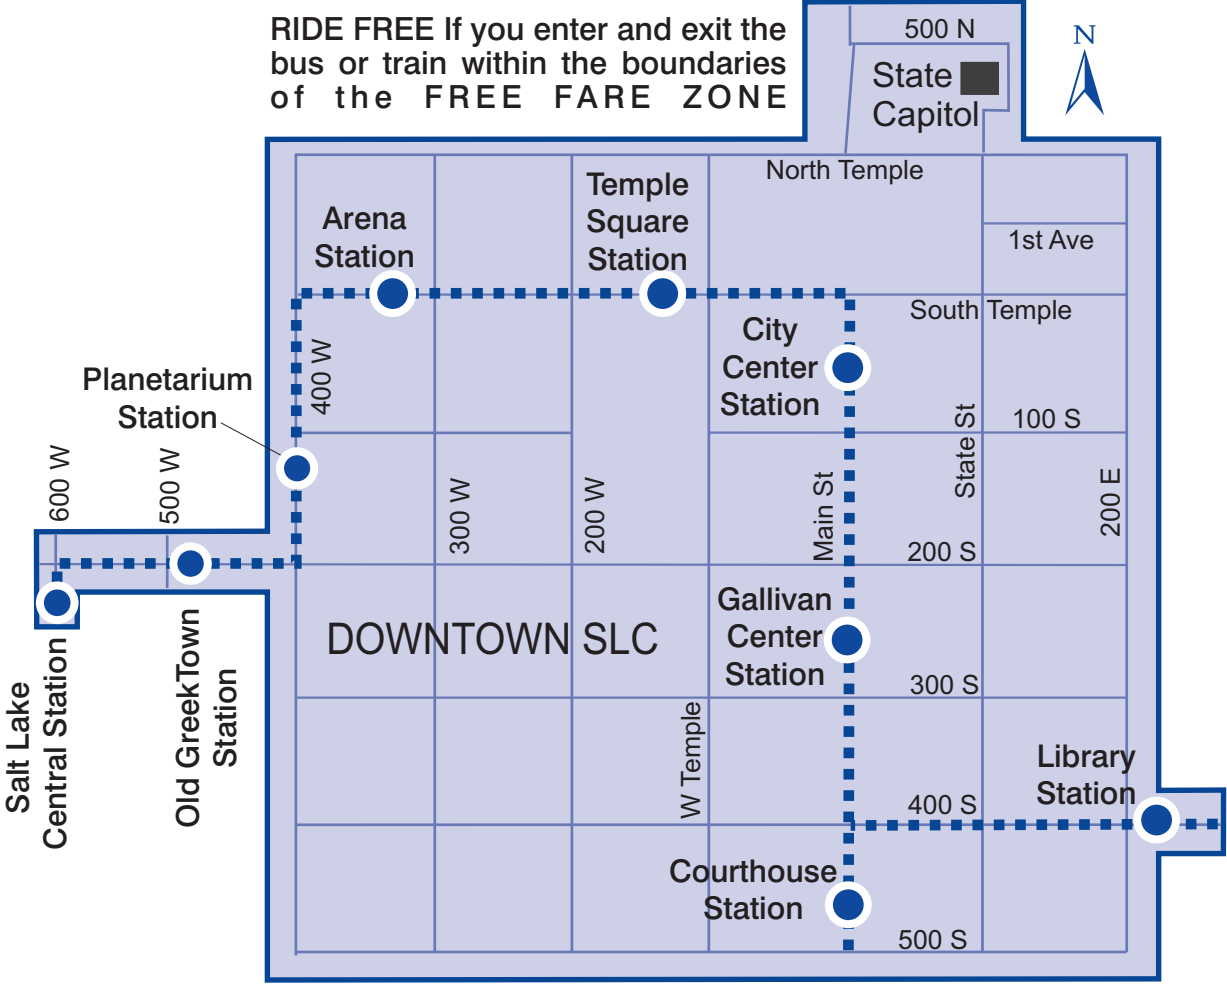 RIDE FREE If you enter and exit the
bus or train within the boundaries
of the FREE FARE ZONE
500 N
N
State
Capitol
North Temple
Temple
Square
Station
Arena
Station
1st Ave
South Temple
City
Center
Station
400 W
Planetarium
Station
100 S
State St
600 W
500 W
300 W
200 W
Main St
200 E
200 S
Gallivan
Center
Station
DOWNTOWN SLC
Salt Lake
Central Station
Old GreekTown
Station
300 S
W Temple
Library
Station
400 S
Courthouse
Station
500 S